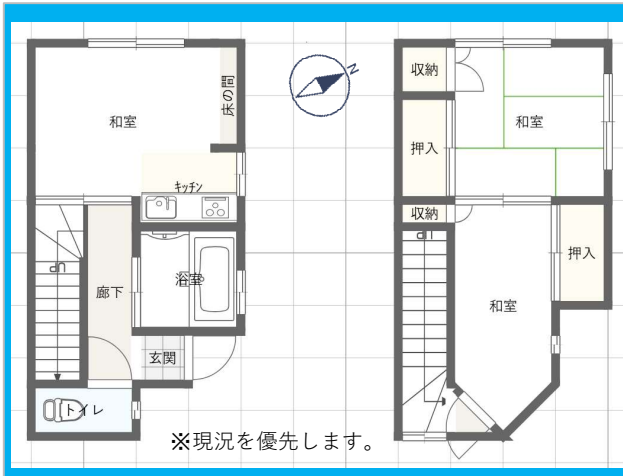 和室
床の間
キッチン
up
廊下
浴室
玄関
トイレ
収納
和室
押入
収納
押入
和室
N
※現況を優先します。